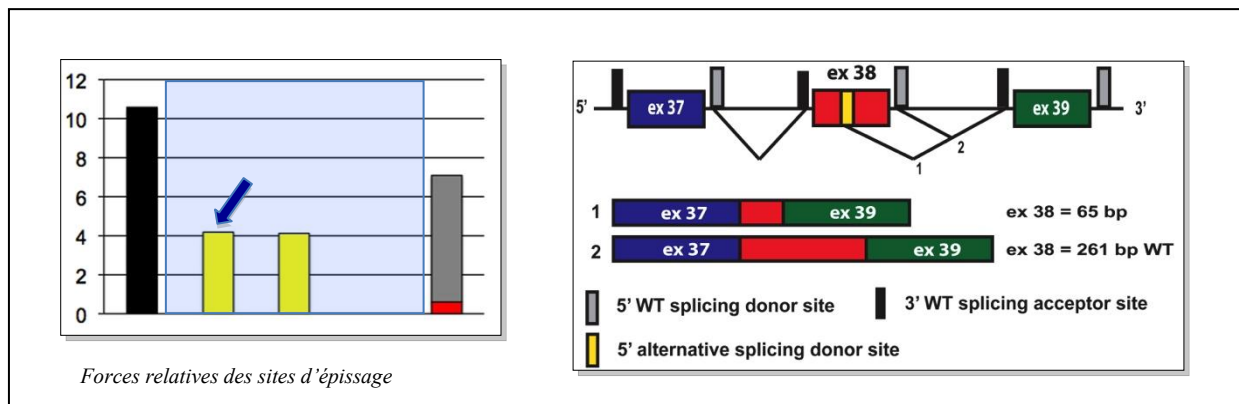 12
10
8
6
4
2
0
Forces relatives des sites d'épissage
ex 38
5'
ex 37
ex 39
3'
1
2
1
ex 37
ex 39
ex 38 = 65 bp
2
ex 37
ex 39
ex 38 = 261 bp WT
5' WT splicing donor site
3' WT splicing acceptor site
5' alternative splicing donor site